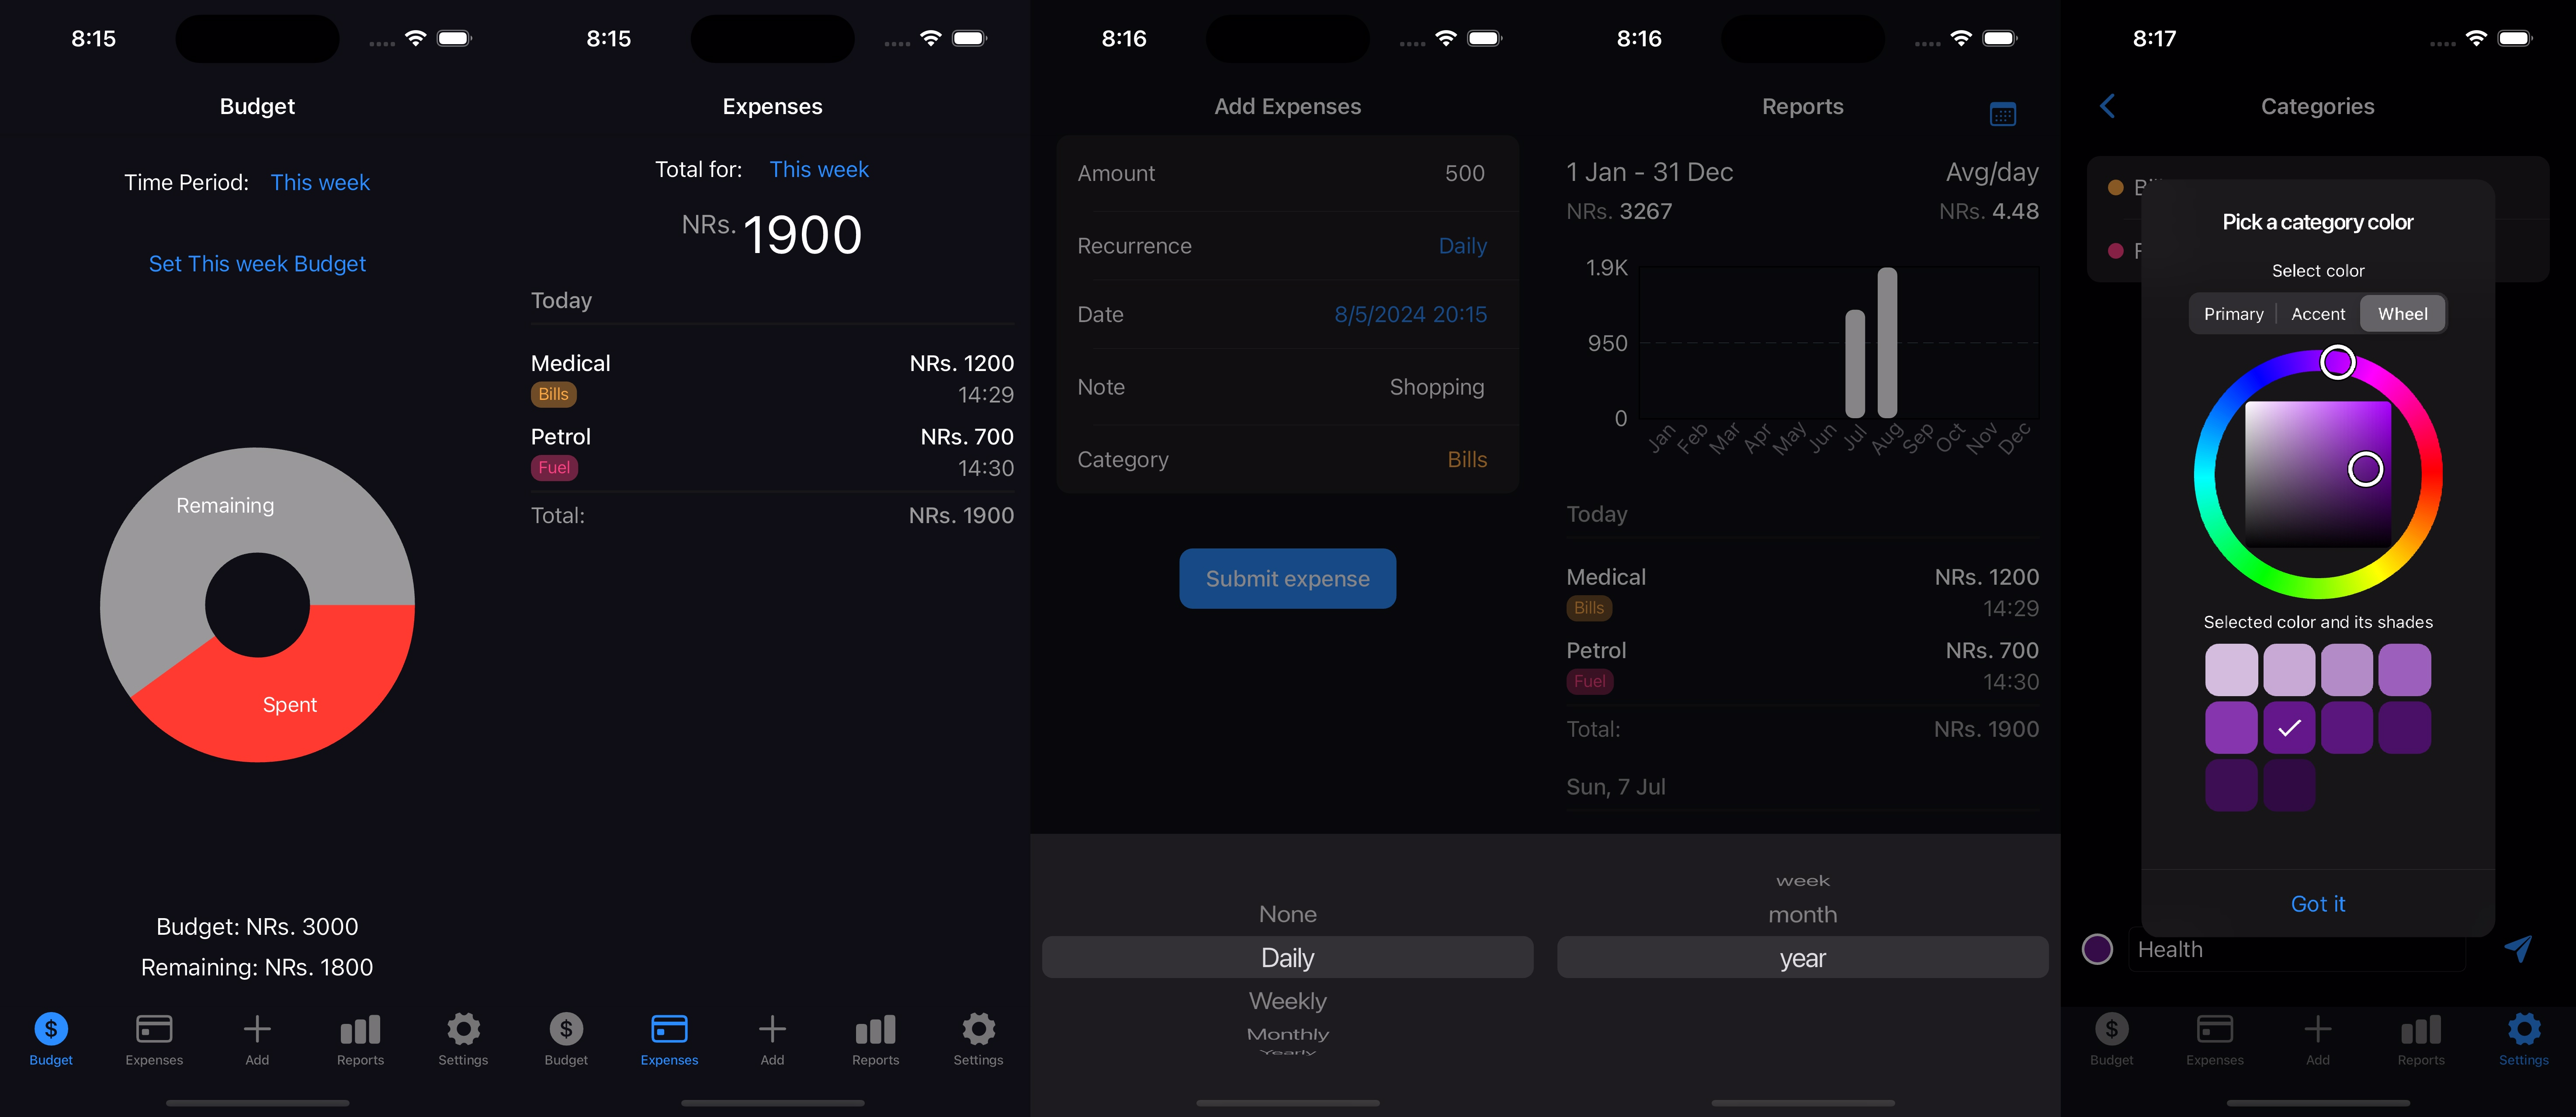 8:15
Budget
Time Period: This week
Set This week Budget
Remaining
Spent
Budget: NRs. 3000
Remaining: NRs. 1800
Budget Expenses Add Reports Settings
8:15
Expenses
Total for: This week
NRs. 1900
Today
Medical NRs. 1200
Bills 14:29
Petrol NRs. 700
Fuel 14:30
Total: NRs. 1900
Budget Expenses Add Reports Settings
8:16
Add Expenses
Amount 500
Recurrence Daily
Date 8/5/2024 20:15
Note Shopping
Category Bills
Submit expense
None
Daily
Weekly
Monthly
Yearly
8:16
Reports
1 Jan - 31 Dec Avg/day
NRs. 3267 NRs. 4.48
1.9K
950
0
Jan Feb Mar Apr May Jun Jul Aug Sep Oct Nov Dec
Today
Medical NRs. 1200
Bills 14:29
Petrol NRs. 700
Fuel 14:30
Total: NRs. 1900
Sun, 7 Jul
week
month
year
8:17
Categories
Pick a category color
Select color
Primary Accent Wheel
Selected color and its shades
Got it
Health
Budget Expenses Add Reports Settings